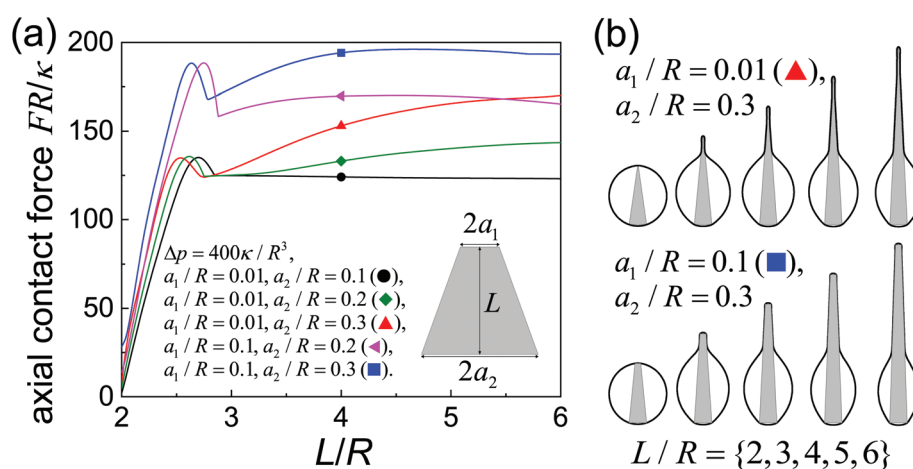 (a)
axial contact force FR/κ
200
150
100
50
0
2
3
4
5
6
L/R
Δp = 400κ / R³,
a₁ / R = 0.01, a₂ / R = 0.1 (●),
a₁ / R = 0.01, a₂ / R = 0.2 (◆),
a₁ / R = 0.01, a₂ / R = 0.3 (▲),
a₁ / R = 0.1, a₂ / R = 0.2 (◀),
a₁ / R = 0.1, a₂ / R = 0.3 (■).
2a₁
L
2a₂
(b)
a₁ / R = 0.01 (▲),
a₂ / R = 0.3
a₁ / R = 0.1 (■),
a₂ / R = 0.3
L / R = {2, 3, 4, 5, 6}